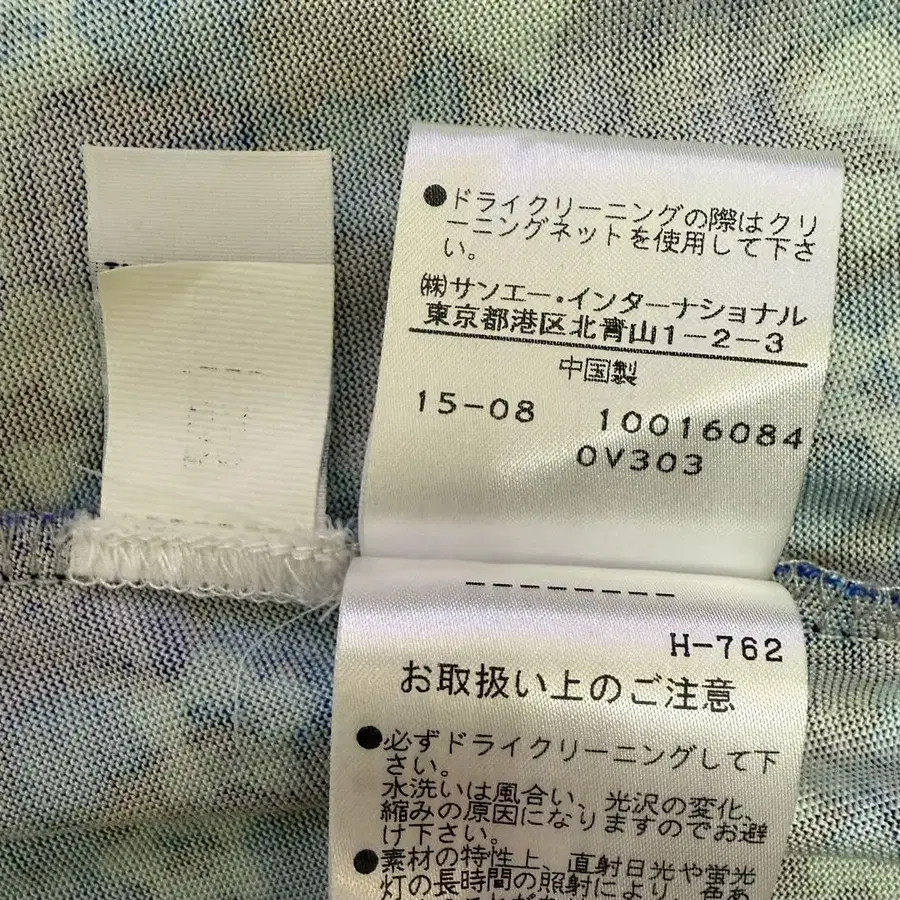 ●ドライクリーニングの際はクリ
ーニングネットを使用して下さ
い。
㈱サンエー・インターナショナル
東京都港区北青山1-2-3
中国製
15-08 10016084
0V303
--------
H-762
お取扱い上のご注意
●必ずドライクリーニングして下
さい。
水洗いは風合い、光沢の変化、
縮みの原因になりますのでお避
け下さい。
●素材の特性上、直射日光や蛍光
灯の長時間の照射により、色あ